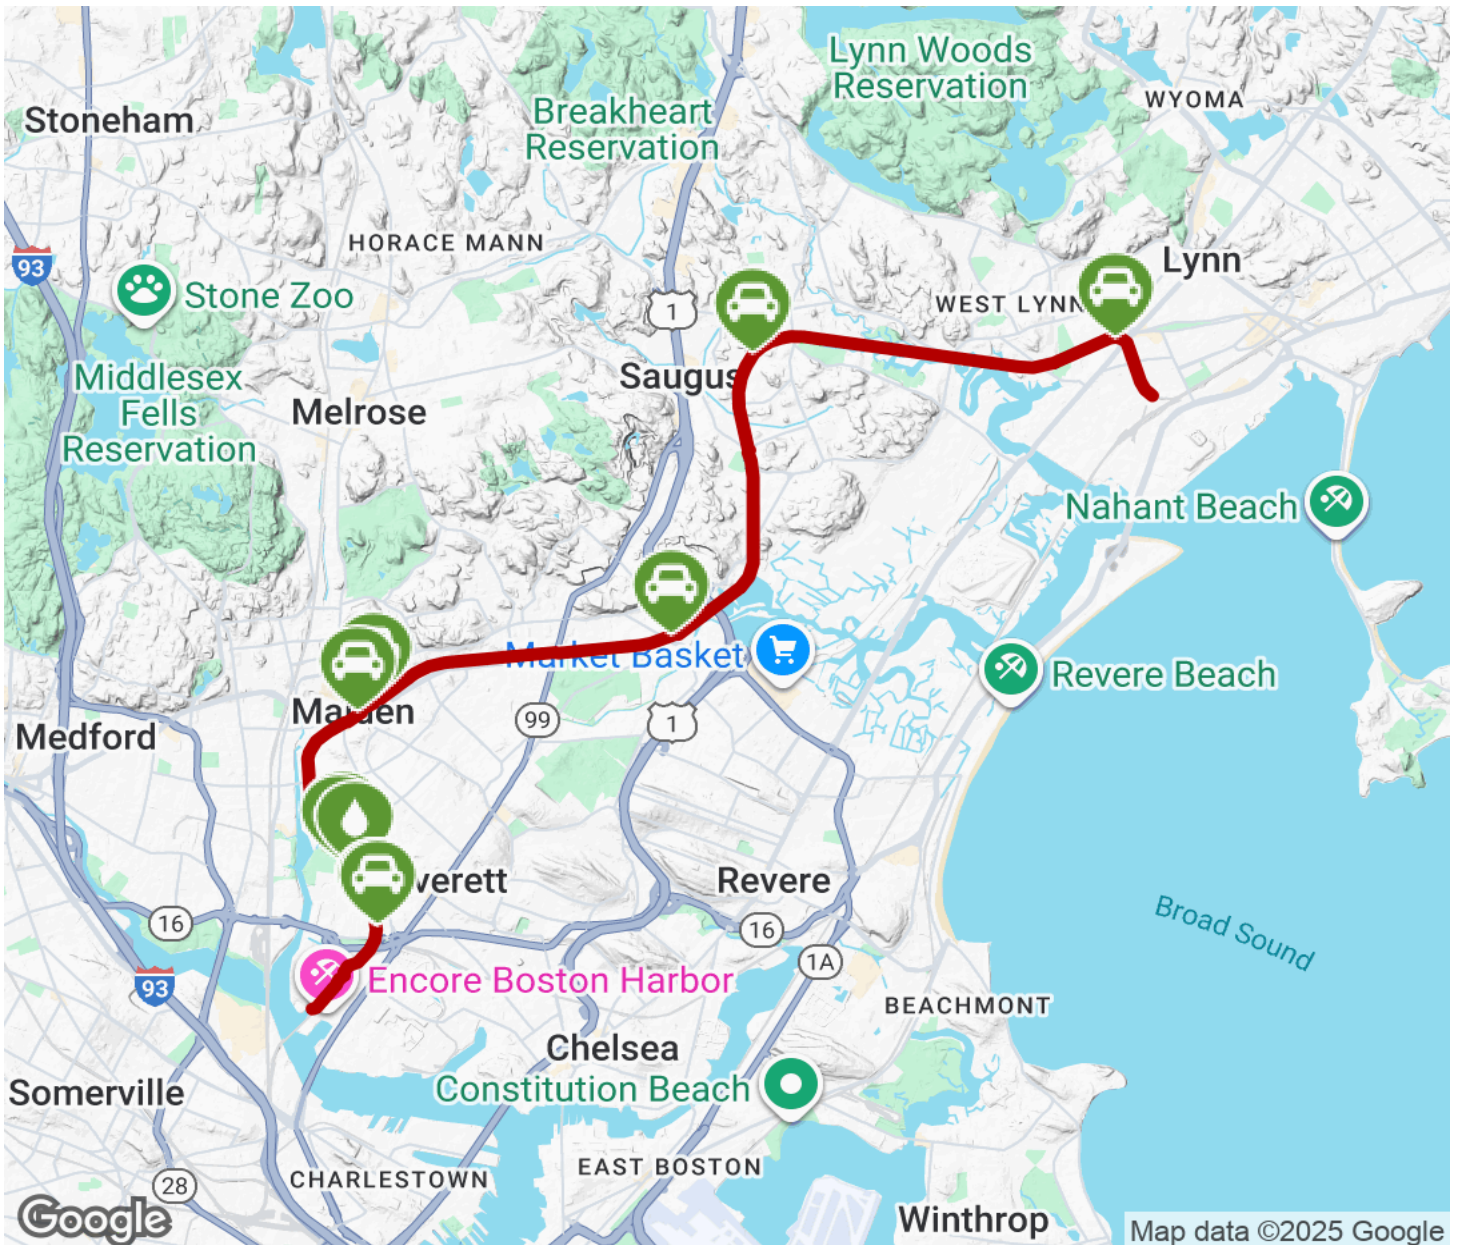 Lynn Woods
Reservation
WYOMA
Breakheart
Reservation
Stoneham
HORACE MANN
Lynn
93
Stone Zoo
1
WEST LYNN
Middlesex
Fells
Reservation
Saugus
Melrose
Nahant Beach
Market Basket
Revere Beach
Malden
99
1
Medford
verett
Revere
16
16
Broad Sound
1A
93
Encore Boston Harbor
BEACHMONT
Chelsea
Constitution Beach
Somerville
EAST BOSTON
CHARLESTOWN
28
Google
Winthrop
Map data ©2025 Google